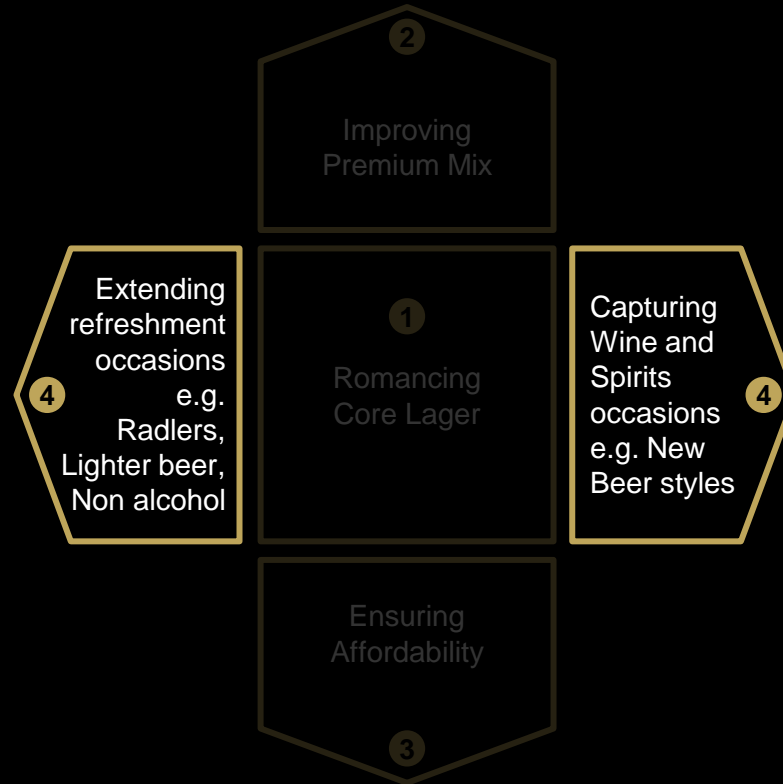 2
Improving
Premium Mix
Extending
refreshment
occasions
e.g.
Radlers,
Lighter beer,
Non alcohol
4
1
Romancing
Core Lager
Capturing
Wine and
Spirits
occasions
e.g. New
Beer styles
4
Ensuring
Affordability
3